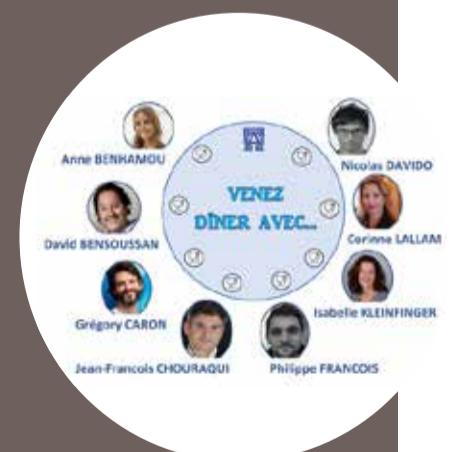 Anne BENHAMOU
Nicolas DAVIDO
VENEZ
DÎNER AVEC...
David BENSOUSSAN
Corinne LALLAM
Grégory CARON
Isabelle KLEINFINGER
Jean-Francois CHOURAQUI
Philippe FRANCOIS